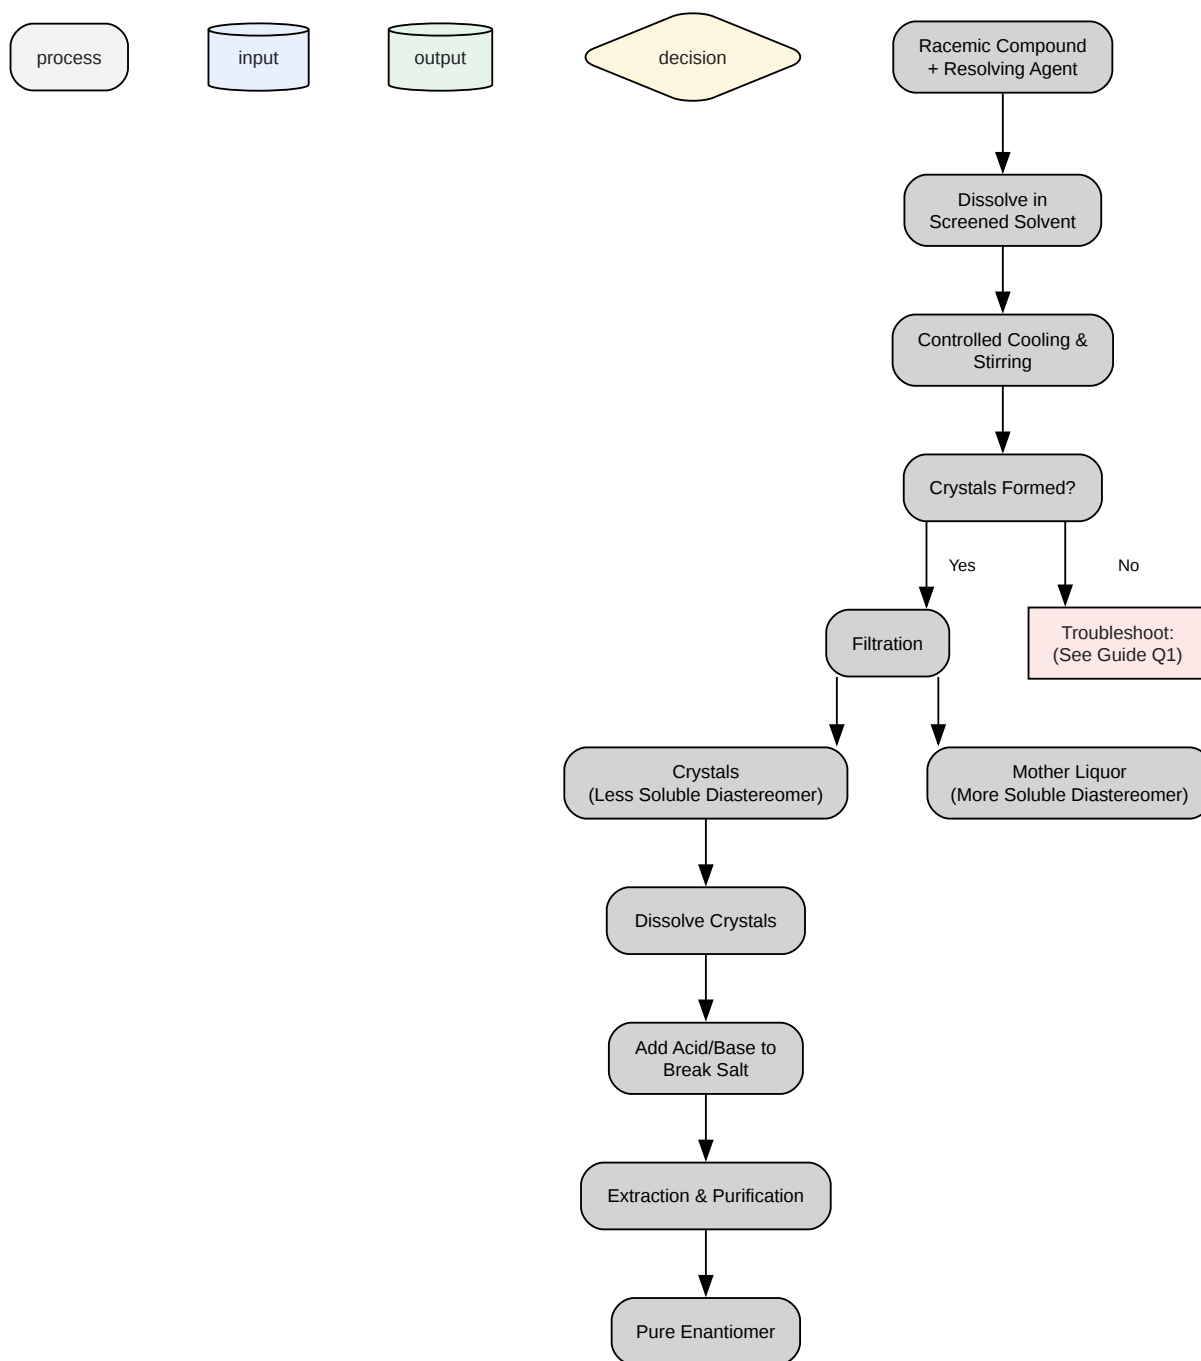 process
input
output
decision
Racemic Compound
+ Resolving Agent
Dissolve in
Screened Solvent
Controlled Cooling &
Stirring
Crystals Formed?
Yes
No
Filtration
Troubleshoot:
(See Guide Q1)
Crystals
(Less Soluble Diastereomer)
Mother Liquor
(More Soluble Diastereomer)
Dissolve Crystals
Add Acid/Base to
Break Salt
Extraction & Purification
Pure Enantiomer